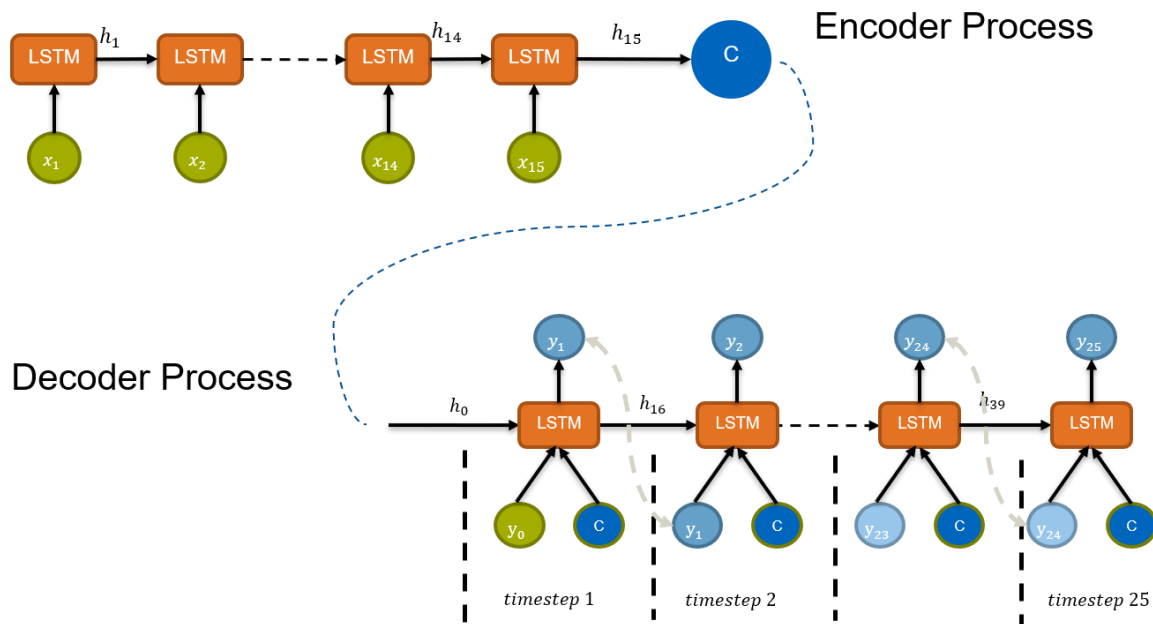 Encoder Process
h₁
h₁₄
h₁₅
LSTM
LSTM
LSTM
LSTM
C
x₁
x₂
x₁₄
x₁₅
Decoder Process
y₁
y₂
y₂₄
y₂₅
h₀
h₁₆
h₃₉
LSTM
LSTM
LSTM
LSTM
y₀
C
y₁
C
y₂₃
C
y₂₄
C
timestep 1
timestep 2
timestep 25